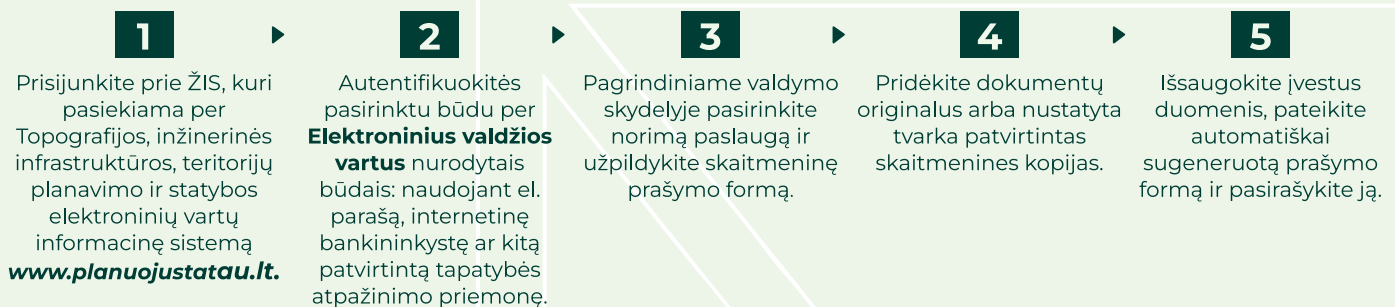 1
Prisijunkite prie ŽIS, kuri
pasiekiama per
Topografijos, inžinerinės
infrastruktūros, teritorijų
planavimo ir statybos
elektroninių vartų
informacinę sistemą
www.planuojustatau.lt.
2
Autentifikuokitės
pasirinktu būdu per
Elektroninius valdžios
vartus nurodytais
būdais: naudojant el.
parašą, internetinę
bankininkystę ar kitą
patvirtintą tapatybės
atpažinimo priemonę.
3
Pagrindiniame valdymo
skydelyje pasirinkite
norimą paslaugą ir
užpildykite skaitmeninę
prašymo formą.
4
Pridėkite dokumentų
originalus arba nustatyta
tvarka patvirtintas
skaitmenines kopijas.
5
Išsaugokite įvestus
duomenis, pateikite
automatiškai
sugeneruotą prašymo
formą ir pasirašykite ją.